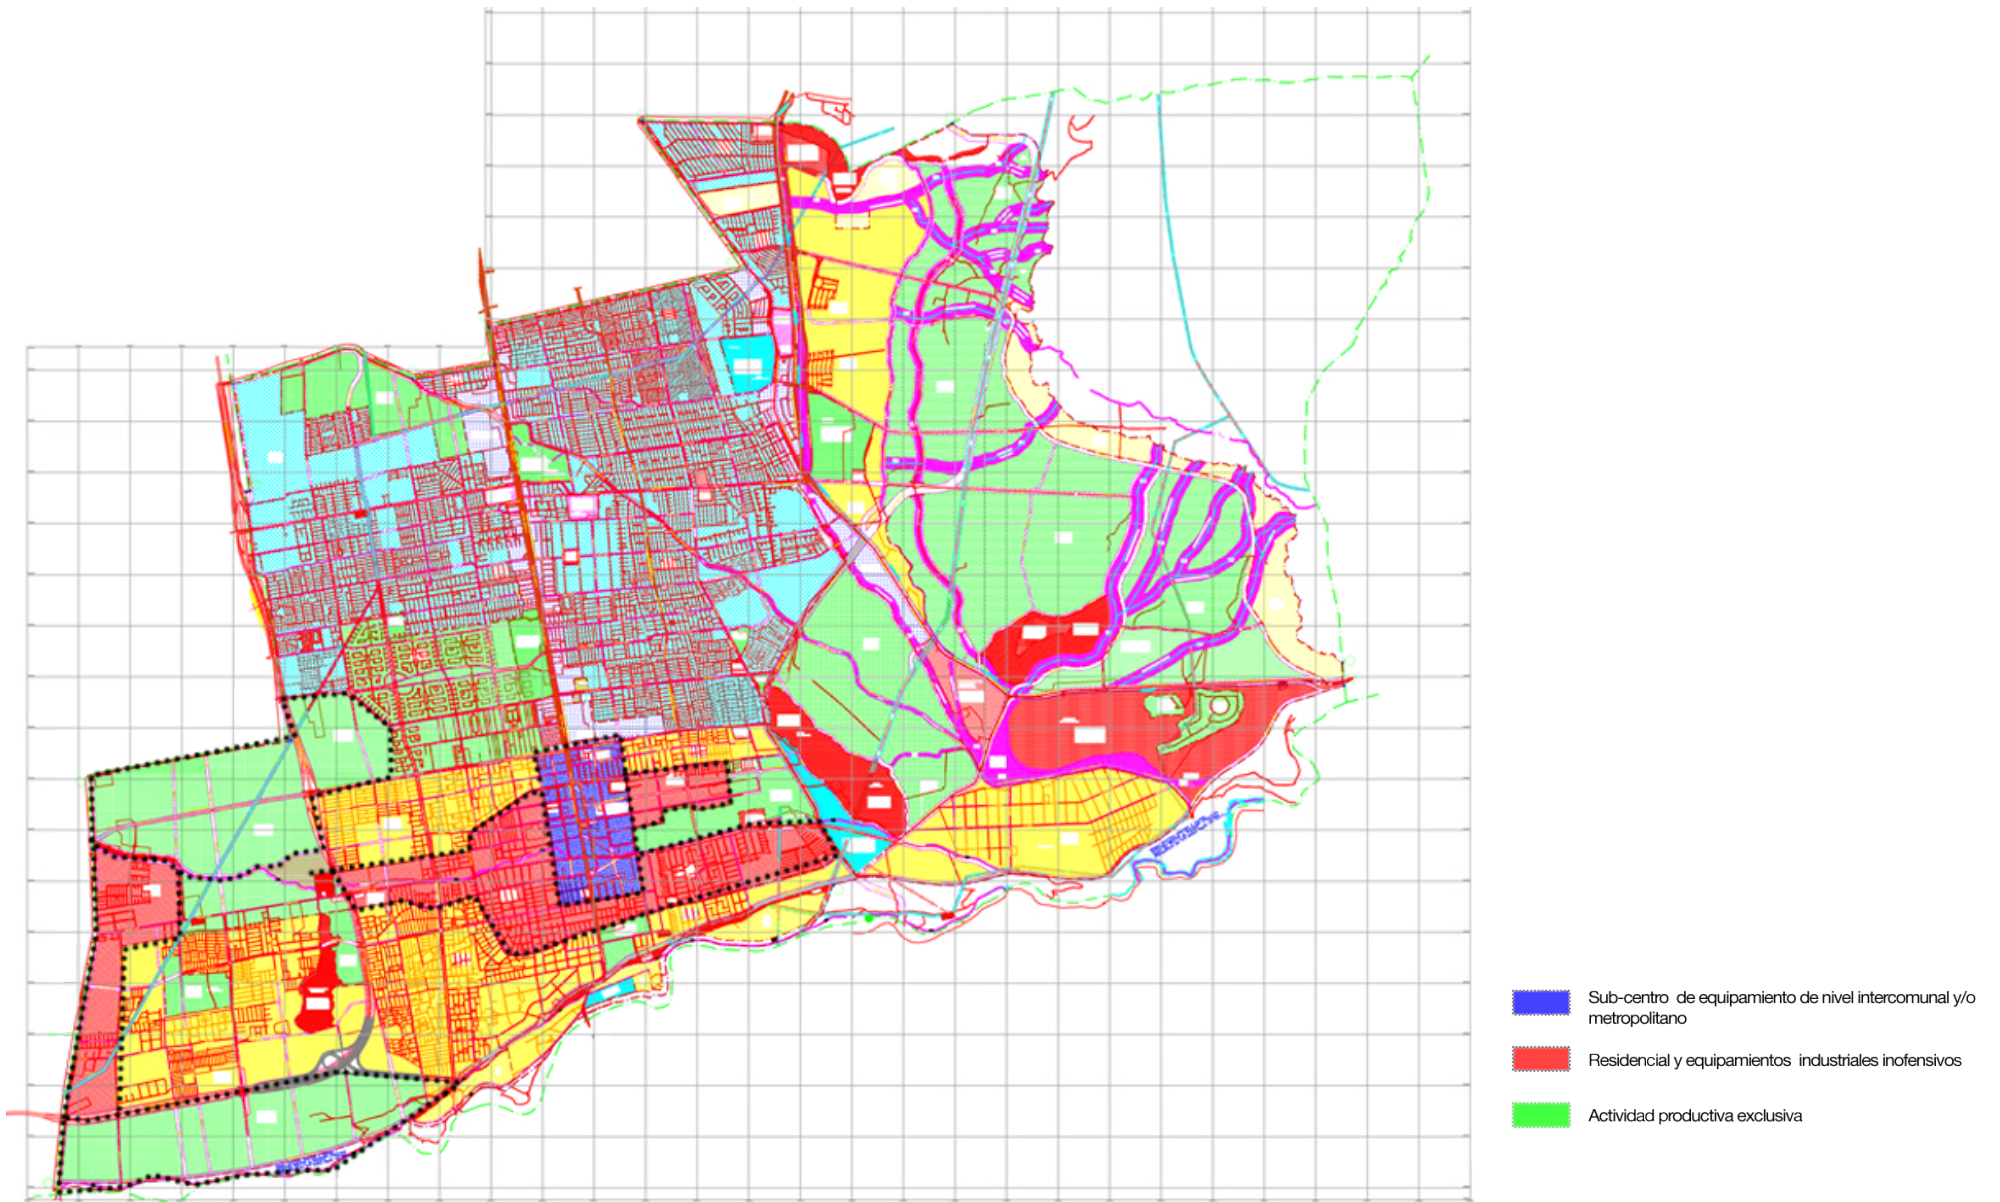 Sub-centro de equipamiento de nivel intercomunal y/o
metropolitano
Residencial y equipamientos industriales inofensivos
Actividad productiva exclusiva